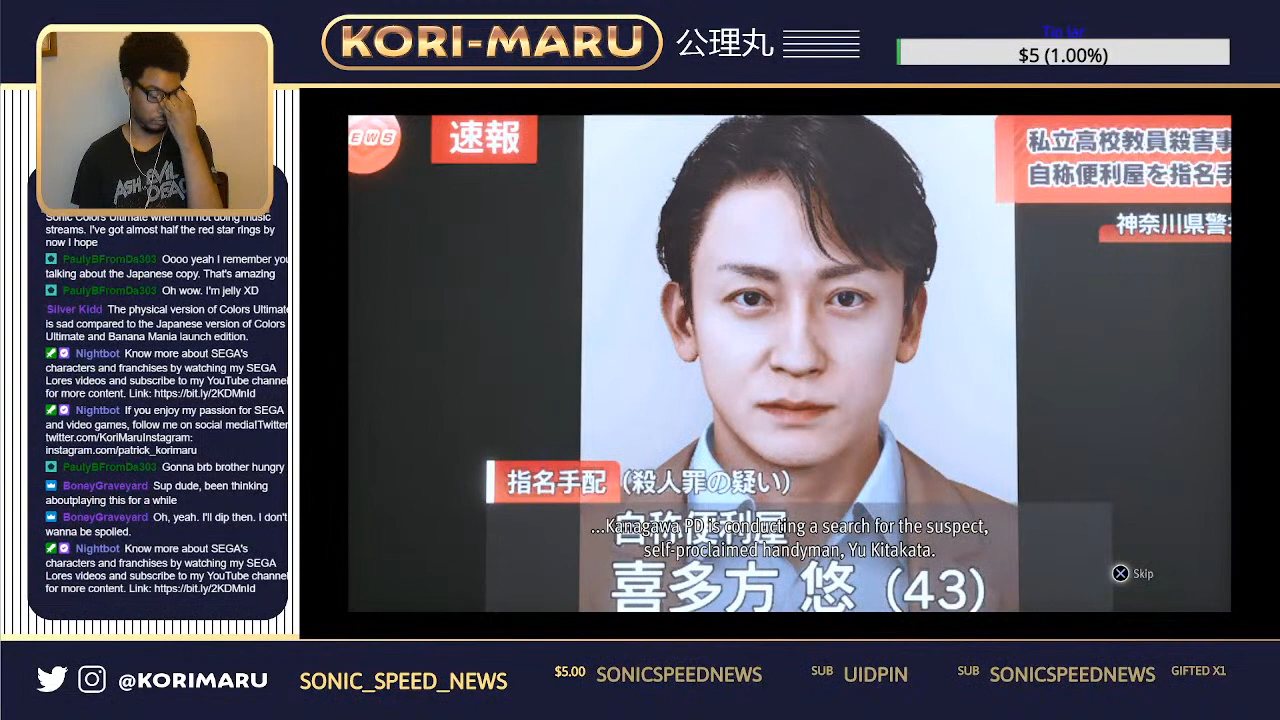 KORI-MARU
公理丸
Tip Jar
$5 (1.00%)
ASH EVIL
DEAD
Sonic Colors Ultimate when I'm not doing music
streams. I've got almost half the red star rings by
now I hope
PaulyBFromDa303 Oooo yeah I remember you
talking about the Japanese copy. That's amazing
PaulyBFromDa303 Oh wow. I'm jelly XD
Silver Kidd The physical version of Colors Ultimate
is sad compared to the Japanese version of Colors
Ultimate and Banana Mania launch edition.
Nightbot Know more about SEGA's
characters and franchises by watching my SEGA
Lores videos and subscribe to my YouTube channel
for more content. Link: https://bit.ly/2KDMnId
Nightbot If you enjoy my passion for SEGA
and video games, follow me on social media!Twitter:
twitter.com/KoriMaruInstagram:
instagram.com/patrick_korimaru
PaulyBFromDa303 Gonna brb brother hungry
BoneyGraveyard Sup dude, been thinking
aboutplaying this for a while
BoneyGraveyard Oh, yeah. I'll dip then. I don't
wanna be spoiled.
Nightbot Know more about SEGA's
characters and franchises by watching my SEGA
Lores videos and subscribe to my YouTube channel
for more content. Link: https://bit.ly/2KDMnId
EWS
速報
私立高校教員殺害事
自称便利屋を指名手
神奈川県警
指名手配 (殺人罪の疑い)
自称便利屋
喜多方 悠 (43)
...Kanagawa PD is conducting a search for the suspect,
self-proclaimed handyman, Yu Kitakata.
Skip
@KORIMARU
SONIC_SPEED_NEWS
$5.00 SONICSPEEDNEWS
SUB UIDPIN
SUB SONICSPEEDNEWS GIFTED X1